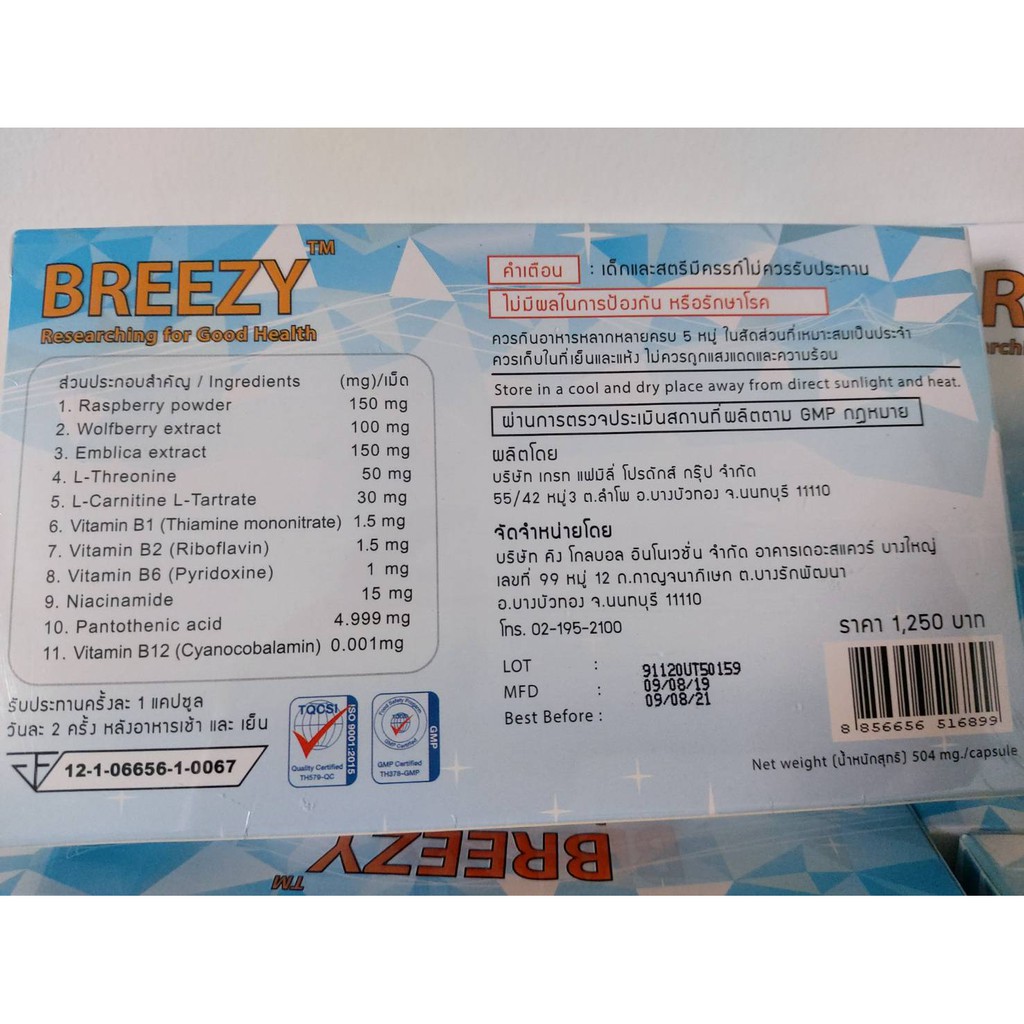 BREEZY™
Researching for Good Health
ส่วนประกอบสำคัญ / Ingredients (mg)/เม็ด
1. Raspberry powder 150 mg
2. Wolfberry extract 100 mg
3. Emblica extract 150 mg
4. L-Threonine 50 mg
5. L-Carnitine L-Tartrate 30 mg
6. Vitamin B1 (Thiamine mononitrate) 1.5 mg
7. Vitamin B2 (Riboflavin) 1.5 mg
8. Vitamin B6 (Pyridoxine) 1 mg
9. Niacinamide 15 mg
10. Pantothenic acid 4.999 mg
11. Vitamin B12 (Cyanocobalamin) 0.001mg
รับประทานครั้งละ 1 แคปซูล
วันละ 2 ครั้ง หลังอาหารเช้า และ เย็น
12-1-06656-1-0067
TQCSI
Quality Certified
TH579-QC
ISO 9001:2015
Food Safety Program
GMP Certified
GMP Certified
TH378-GMP
GMP
คำเตือน : เด็กและสตรีมีครรภ์ไม่ควรรับประทาน
ไม่มีผลในการป้องกัน หรือรักษาโรค
ควรกินอาหารหลากหลายครบ 5 หมู่ ในสัดส่วนที่เหมาะสมเป็นประจำ
ควรเก็บในที่เย็นและแห้ง ไม่ควรถูกแสงแดดและความร้อน
Store in a cool and dry place away from direct sunlight and heat.
ผ่านการตรวจประเมินสถานที่ผลิตตาม GMP กฎหมาย
ผลิตโดย
บริษัท เกรท แฟมิลี่ โปรดักส์ กรุ๊ป จำกัด
55/42 หมู่3 ต.ลำโพ อ.บางบัวทอง จ.นนทบุรี 11110
จัดจำหน่ายโดย
บริษัท คิง โกลบอล อินโนเวชั่น จำกัด อาคารเดอะสแควร์ บางใหญ่
เลขที่ 99 หมู่ 12 ถ.กาญจนาภิเษก ต.บางรักพัฒนา
อ.บางบัวทอง จ.นนทบุรี 11110
โทร. 02-195-2100
ราคา 1,250 บาท
LOT : 91120UT50159
MFD : 09/08/19
Best Before : 09/08/21
8 856656 516899
Net weight (น้ำหนักสุทธิ) 504 mg./capsule
R
arch
BREEZY™